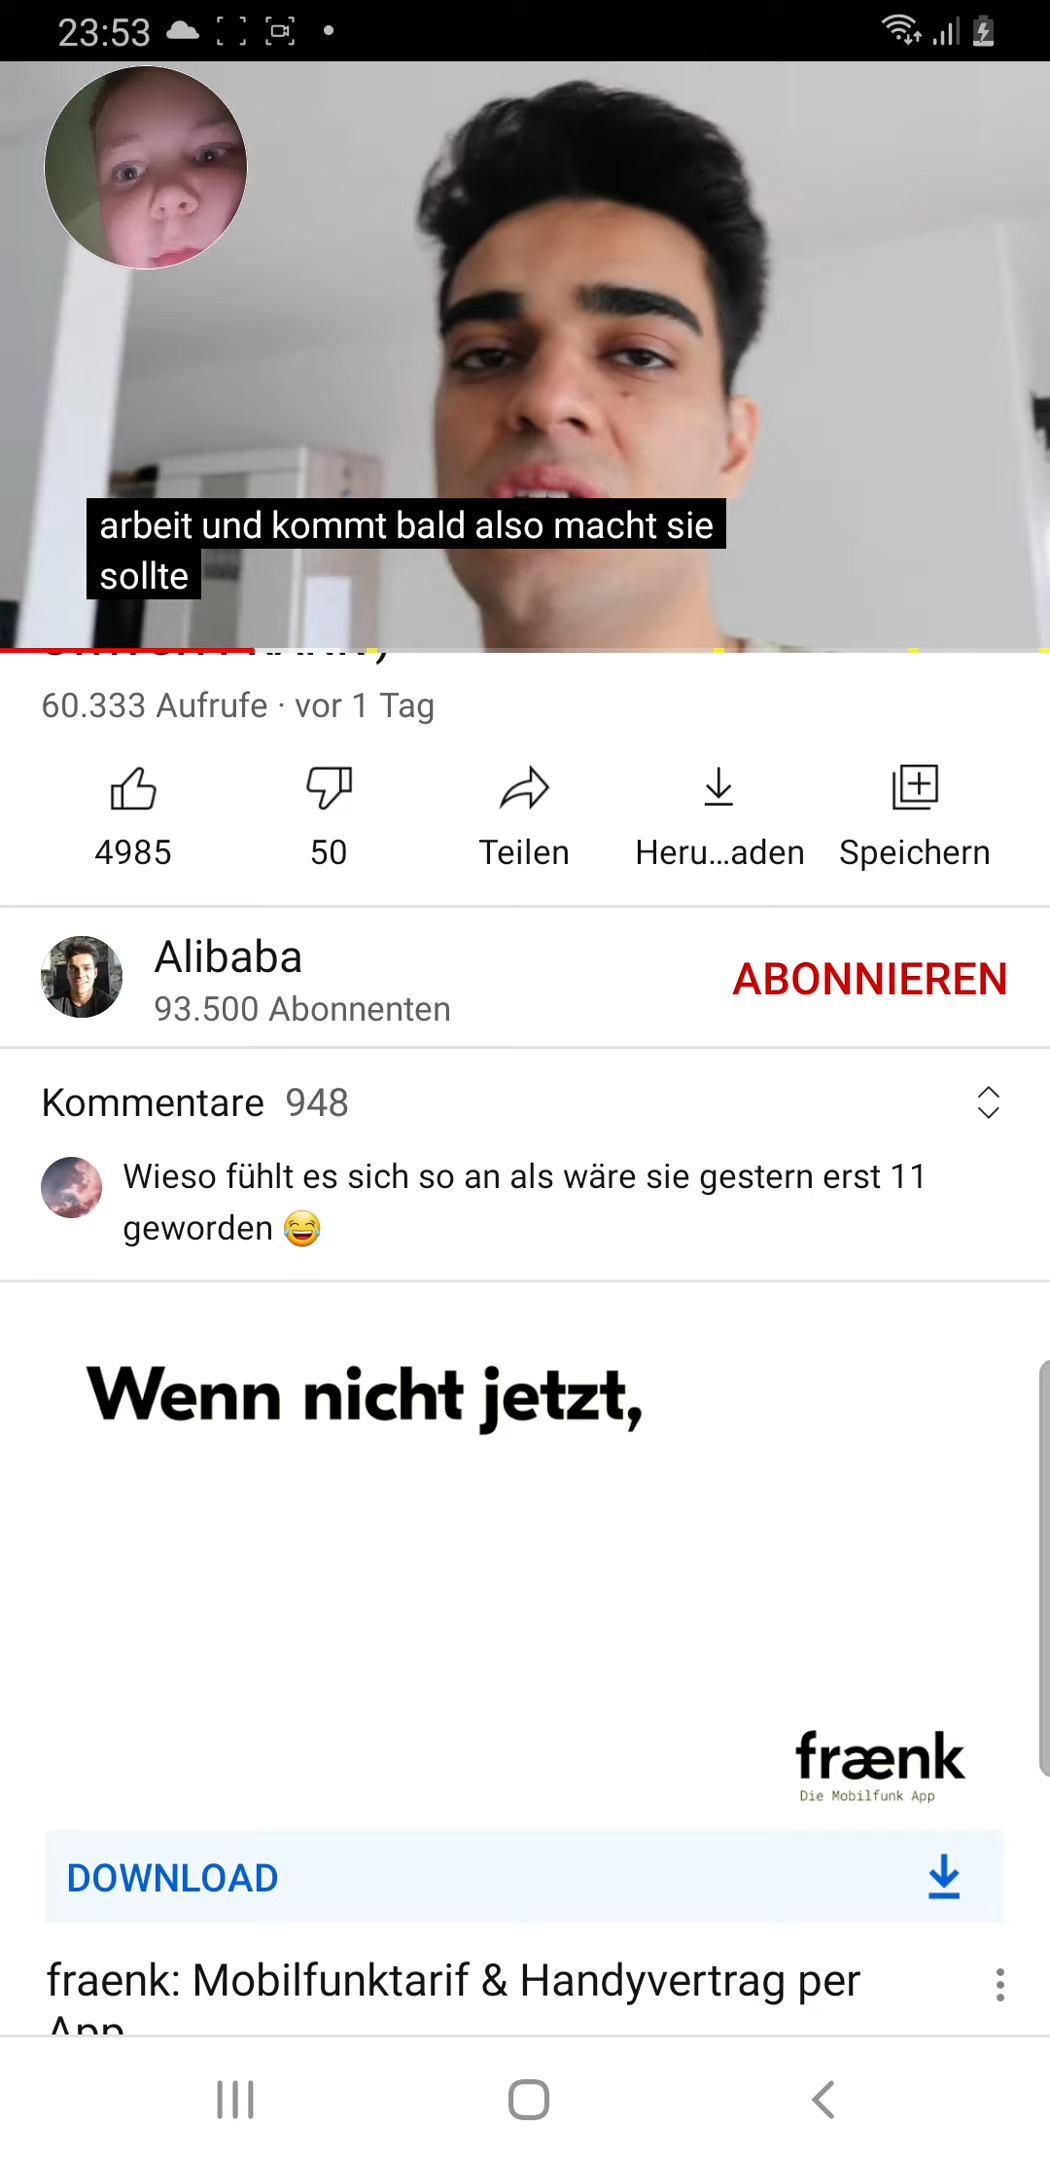 23:53
arbeit und kommt bald also macht sie
sollte
60.333 Aufrufe · vor 1 Tag
4985
50
Teilen
Heru...aden
Speichern
Alibaba
93.500 Abonnenten
ABONNIEREN
Kommentare 948
Wieso fühlt es sich so an als wäre sie gestern erst 11
geworden 😂
Wenn nicht jetzt,
frænk
Die Mobilfunk App
DOWNLOAD
fraenk: Mobilfunktarif & Handyvertrag per
App